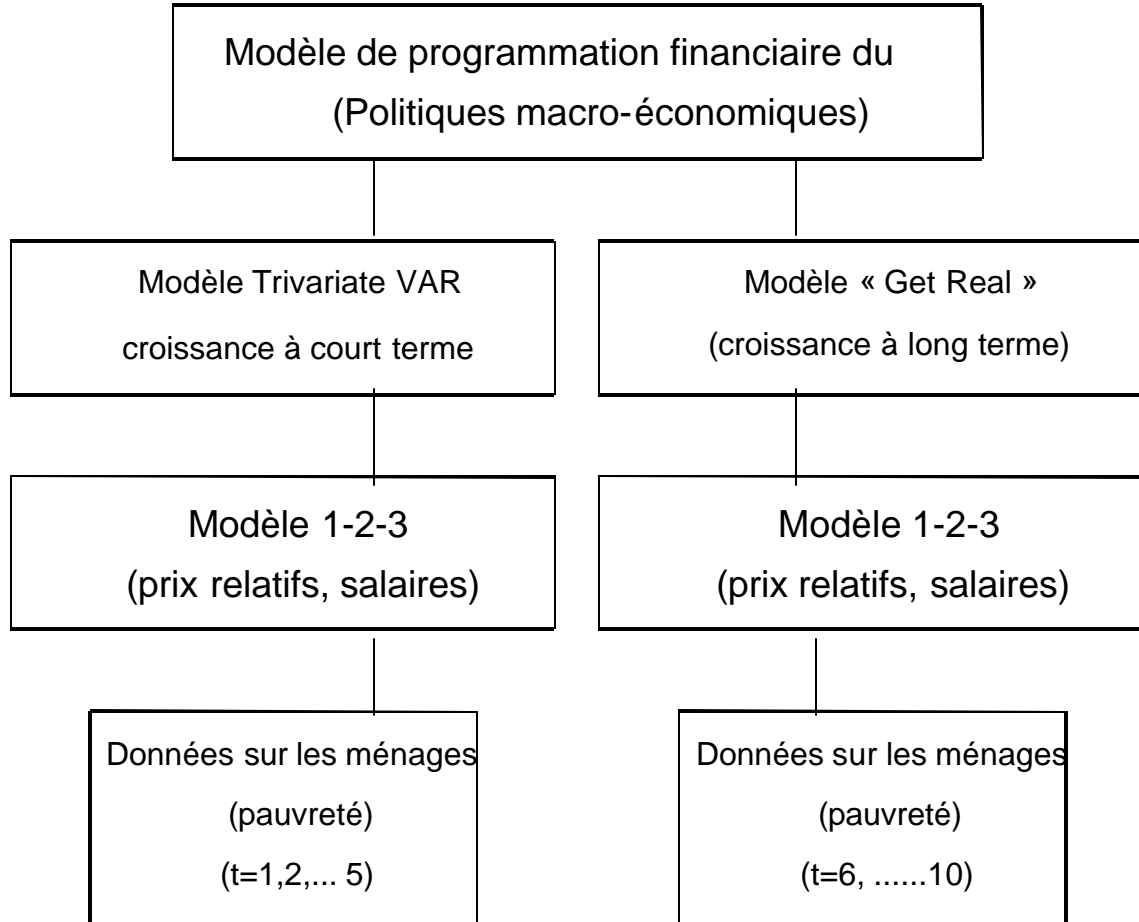 Modèle de programmation financiaire du
(Politiques macro-économiques)
Modèle Trivariate VAR
croissance à court terme
Modèle « Get Real »
(croissance à long terme)
Modèle 1-2-3
(prix relatifs, salaires)
Modèle 1-2-3
(prix relatifs, salaires)
Données sur les ménages
(pauvreté)
(t=1,2,... 5)
Données sur les ménages
(pauvreté)
(t=6, ......10)